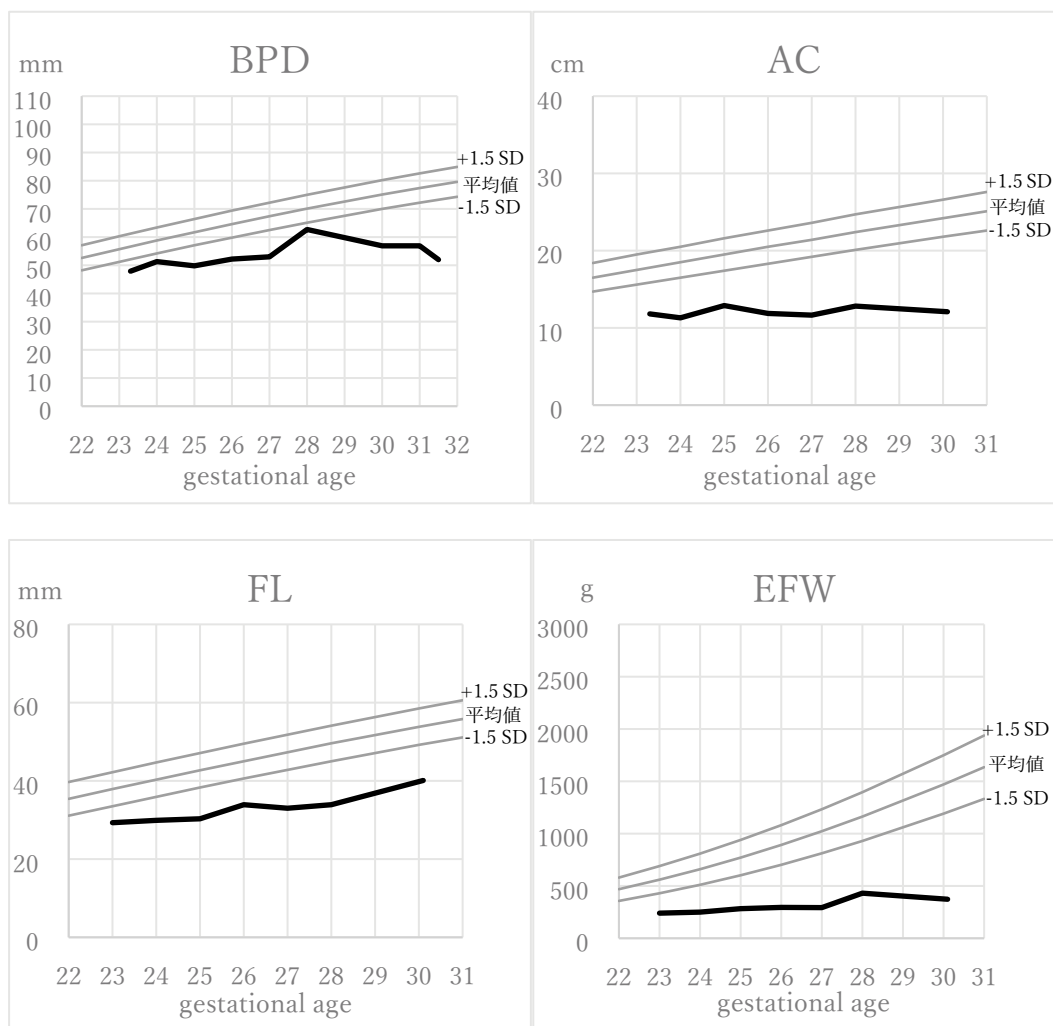 BPD
mm
110
100
90
80
70
60
50
40
30
20
10
0
+1.5 SD
平均値
-1.5 SD
22 23 24 25 26 27 28 29 30 31 32
gestational age
AC
cm
40
30
20
10
0
+1.5 SD
平均値
-1.5 SD
22 23 24 25 26 27 28 29 30 31
gestational age
FL
mm
80
60
40
20
0
+1.5 SD
平均値
-1.5 SD
22 23 24 25 26 27 28 29 30 31
gestational age
EFW
g
3000
2500
2000
1500
1000
500
0
+1.5 SD
平均値
-1.5 SD
22 23 24 25 26 27 28 29 30 31
gestational age